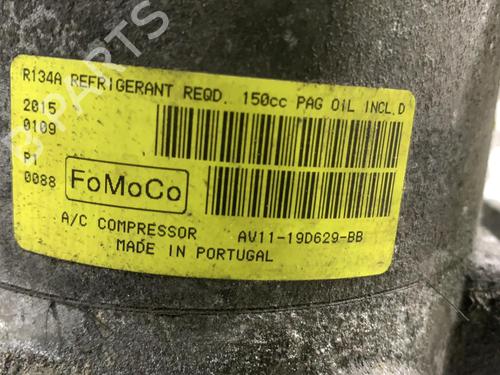 R134A REFRIGERANT REQD. 150cc PAG OIL INCL.D
2015
0109
P1
0088
FoMoCo
A/C COMPRESSOR AV11-19D629-BB
MADE IN PORTUGAL